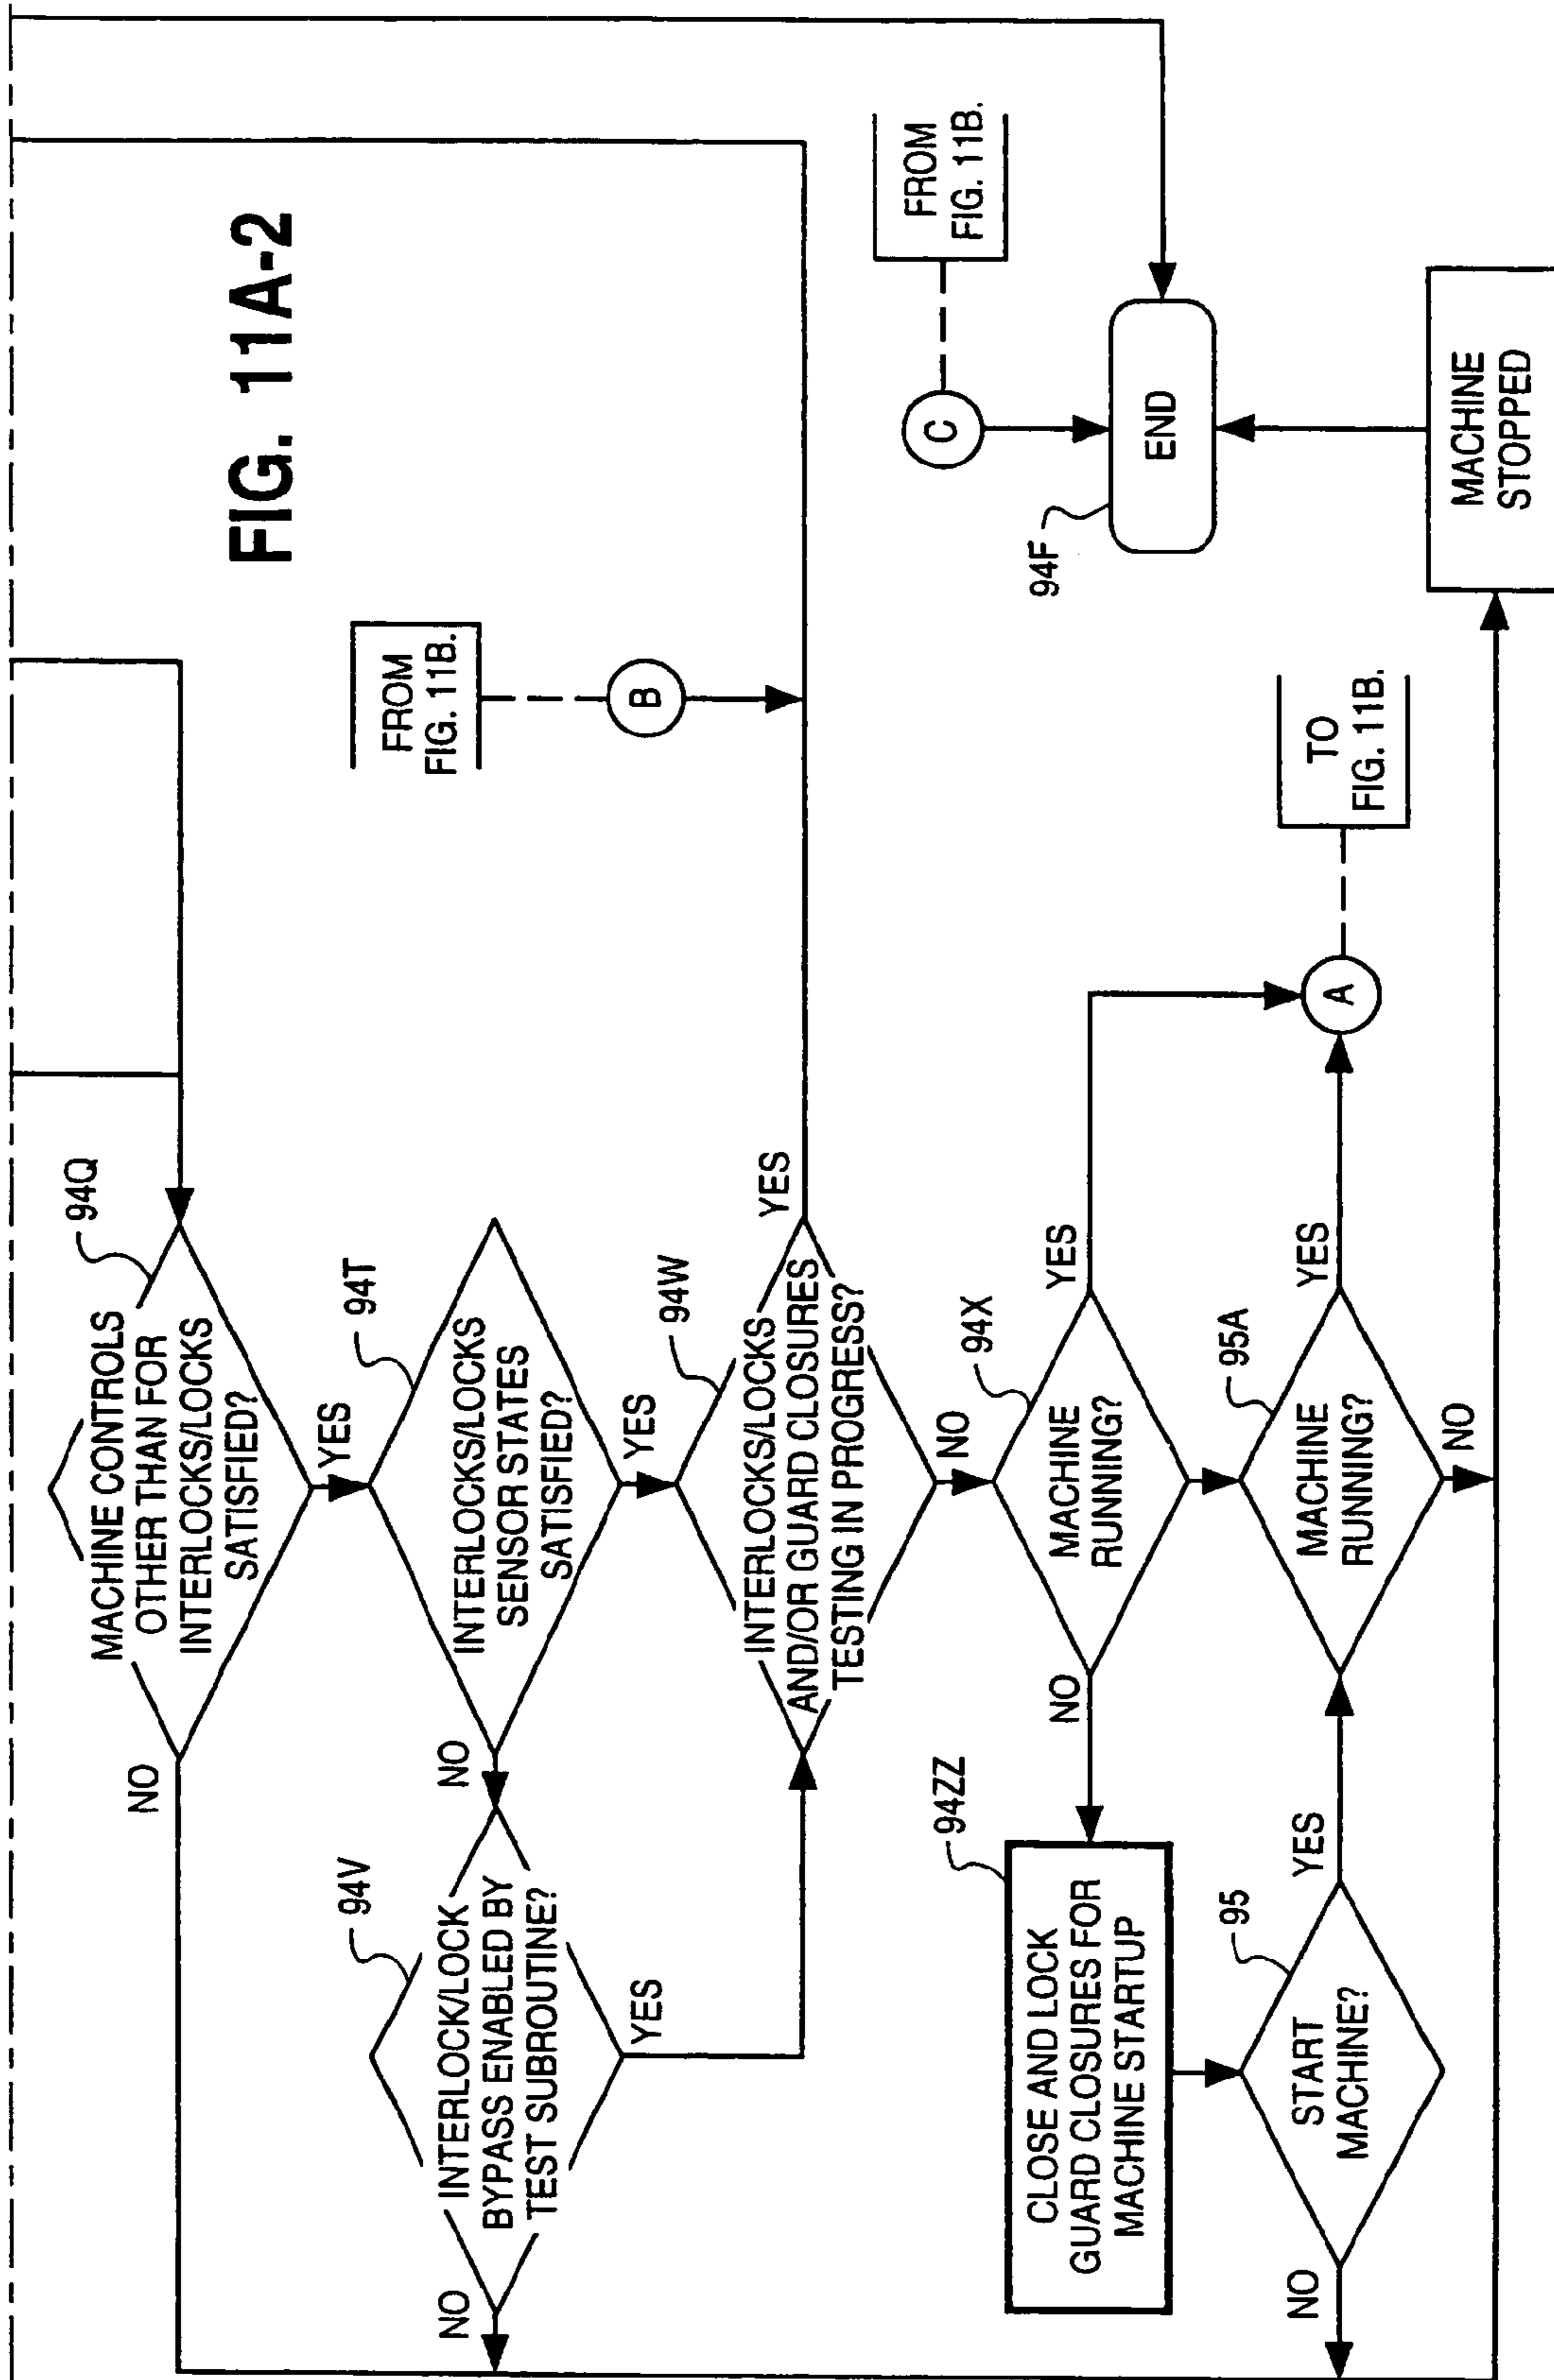 FIG. 11A-2
94Q
MACHINE CONTROLS
OTHER THAN FOR
INTERLOCKS/LOCKS
SATISFIED?
NO
YES
94T
INTERLOCKS/LOCKS
SENSOR STATES
SATISFIED?
NO
YES
94V
INTERLOCK/LOCK
BYPASS ENABLED BY
TEST SUBROUTINE?
NO
YES
94W
INTERLOCKS/LOCKS
AND/OR GUARD CLOSURES
TESTING IN PROGRESS?
YES
NO
FROM
FIG. 11B.
B
94X
MACHINE
RUNNING?
YES
NO
94ZZ
CLOSE AND LOCK
GUARD CLOSURES FOR
MACHINE STARTUP
95
START
MACHINE?
NO
YES
95A
MACHINE
RUNNING?
YES
NO
A
TO
FIG. 11B.
FROM
FIG. 11B.
C
94F
END
MACHINE
STOPPED